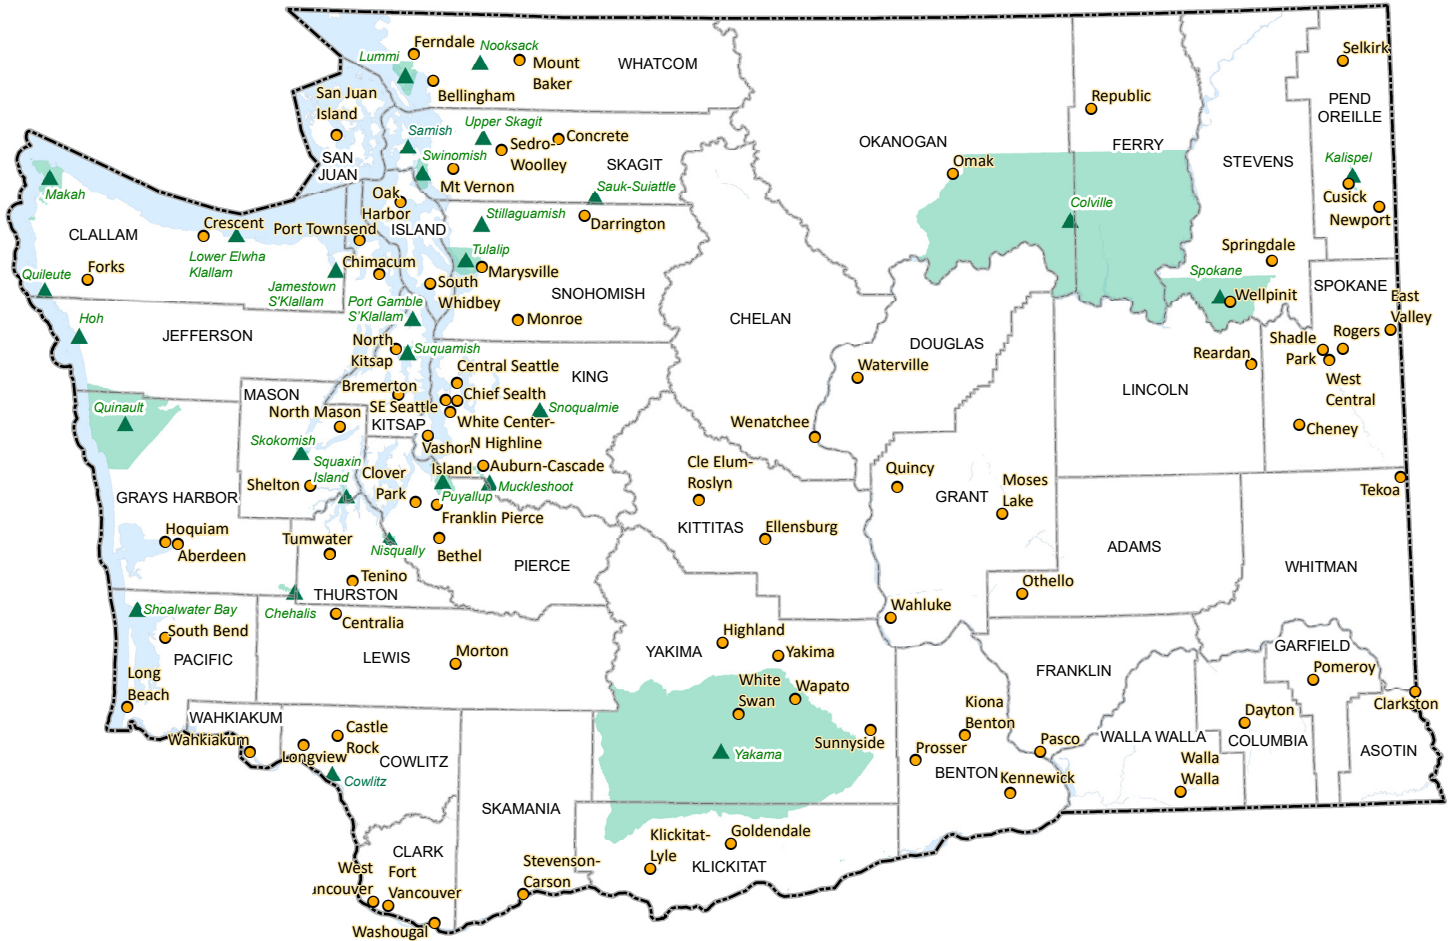 Ferndale
Lummi
Nooksack
Mount
Baker
WHATCOM
Bellingham
San Juan
Island
SAN
JUAN
Samish
Upper Skagit
Concrete
Sedro-
Woolley
Swinomish
Mt Vernon
SKAGIT
Sauk-Suiattle
OKANOGAN
Omak
Republic
FERRY
Colville
STEVENS
Selkirk
PEND
OREILLE
Kalispel
Cusick
Newport
Springdale
Spokane
Wellpinit
SPOKANE
East
Valley
Makah
CLALLAM
Crescent
Lower Elwha
Klallam
Forks
Quileute
Hoh
Port Townsend
Oak
Harbor
ISLAND
Stillaguamish
Darrington
Tulalip
Marysville
Chimacum
Jamestown
S'Klallam
South
Whidbey
SNOHOMISH
Port Gamble
S'Klallam
Monroe
JEFFERSON
North
Kitsap
Suquamish
CHELAN
DOUGLAS
Waterville
Reardan
Shadle
Park
Rogers
West
Central
LINCOLN
Cheney
MASON
North Mason
Bremerton
Central Seattle
KING
SE Seattle
Chief Sealth
KITSAP
White Center-
N Highline
Snoqualmie
Quinault
Skokomish
Squaxin
Island
Clover
Park
Vashon
Island
Auburn-Cascade
Puyallup
Muckleshoot
Shelton
Franklin Pierce
GRAYS HARBOR
Wenatchee
Cle Elum-
Roslyn
Quincy
Moses
Lake
GRANT
Tekoa
KITTITAS
Ellensburg
Hoquiam
Aberdeen
Tumwater
Nisqually
Bethel
PIERCE
Tenino
THURSTON
Chehalis
ADAMS
WHITMAN
Othello
Wahluke
Shoalwater Bay
South Bend
PACIFIC
Centralia
LEWIS
Morton
Long
Beach
YAKIMA
Highland
Yakima
White
Swan
Wapato
Yakama
Sunnyside
FRANKLIN
GARFIELD
Pomeroy
Clarkston
Kiona
Benton
Prosser
BENTON
Pasco
Kennewick
WALLA WALLA
Walla
Walla
Dayton
COLUMBIA
ASOTIN
WAHKIAKUM
Wahkiakum
Castle
Rock
Longview
COWLITZ
Cowlitz
SKAMANIA
CLARK
West
ncouver
Fort
Vancouver
Washougal
Stevenson-
Carson
Klickitat-
Lyle
Goldendale
KLICKITAT